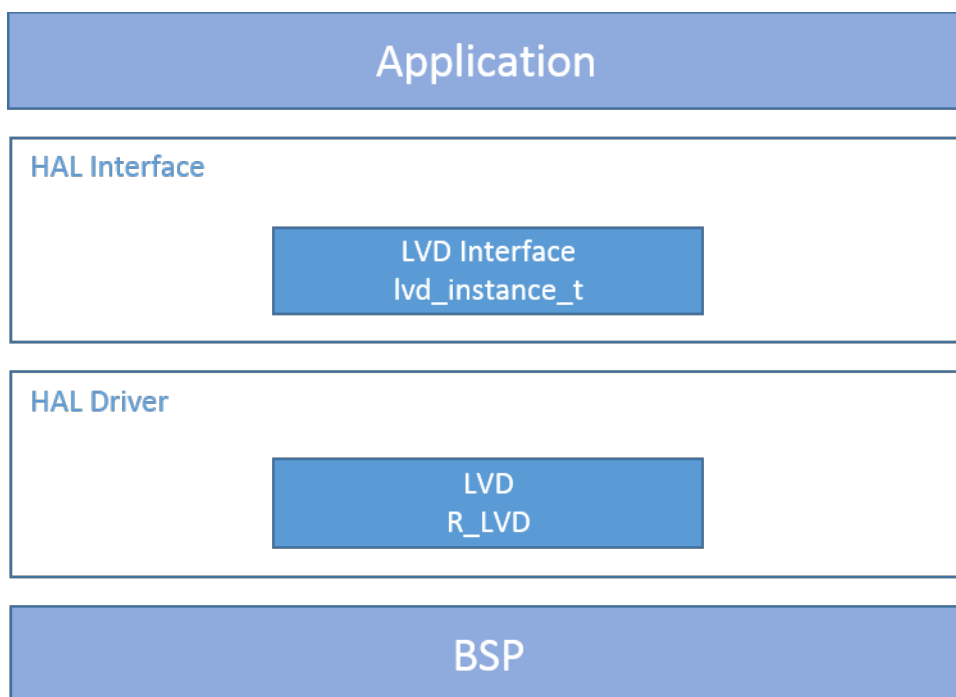 Application
HAL Interface
LVD Interface
lvd_instance_t
HAL Driver
LVD
R_LVD
BSP